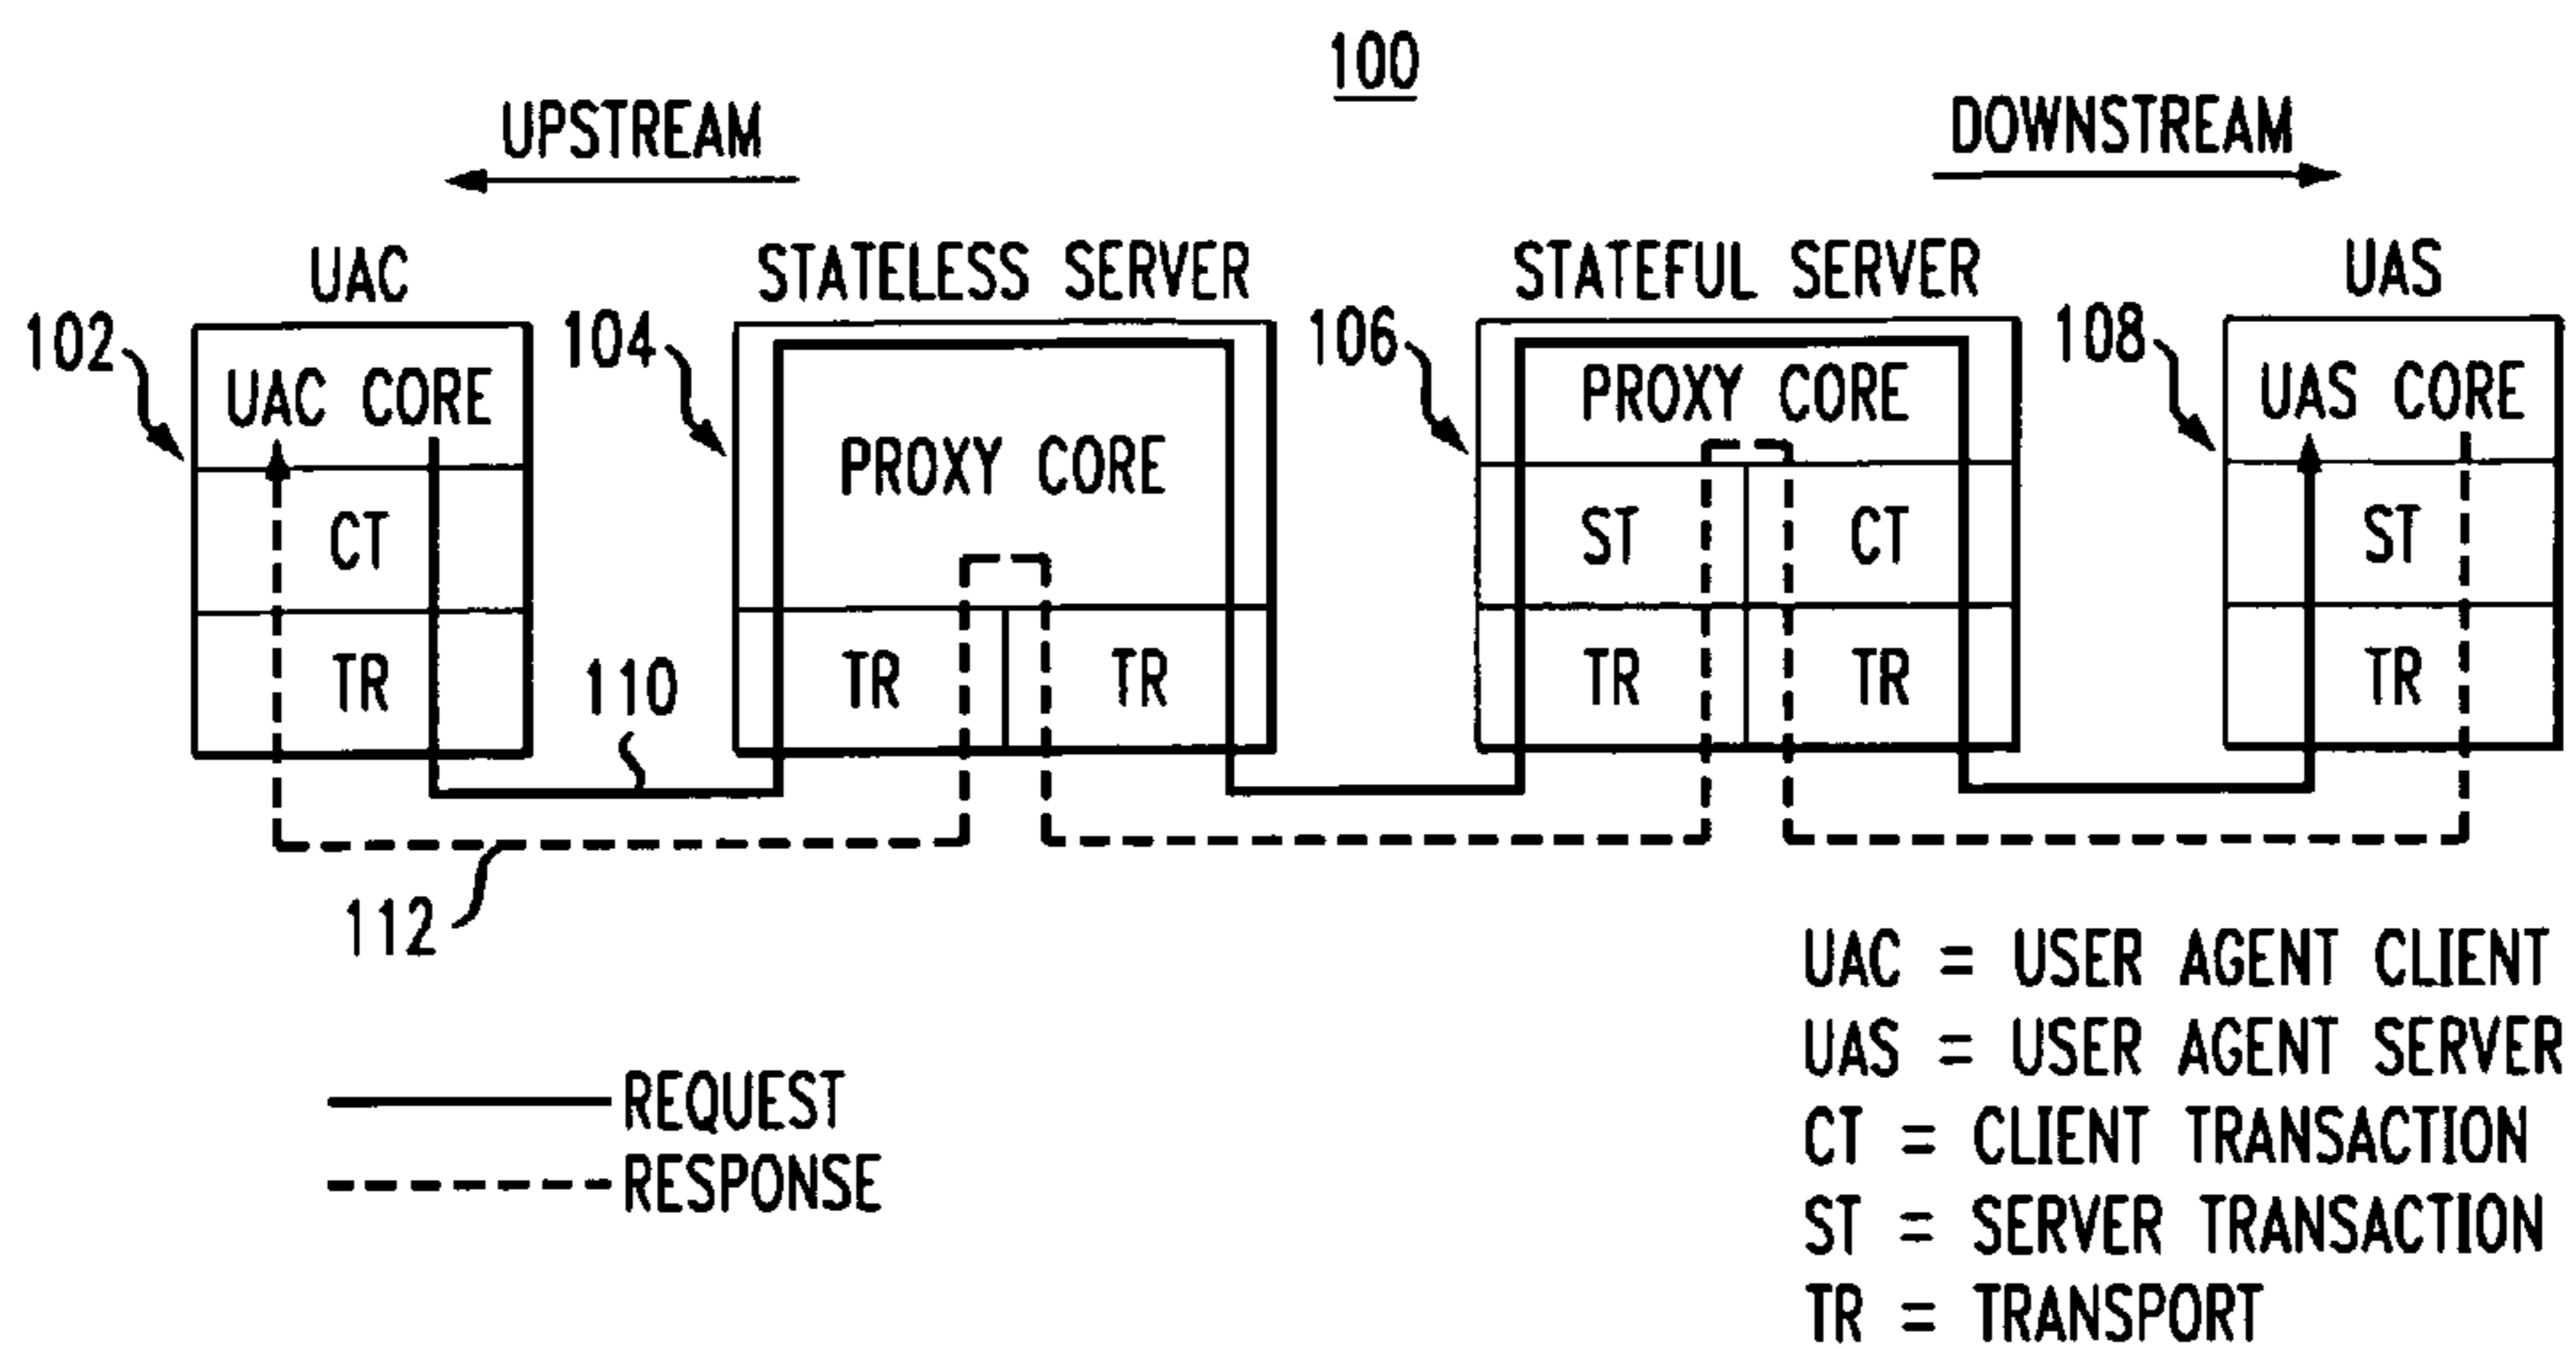 100
UPSTREAM
DOWNSTREAM
UAC
STATELESS SERVER
STATEFUL SERVER
UAS
102
104
106
108
UAC CORE
PROXY CORE
PROXY CORE
UAS CORE
CT
ST
CT
ST
TR
TR
TR
TR
TR
TR
110
112
REQUEST
RESPONSE
UAC = USER AGENT CLIENT
UAS = USER AGENT SERVER
CT = CLIENT TRANSACTION
ST = SERVER TRANSACTION
TR = TRANSPORT